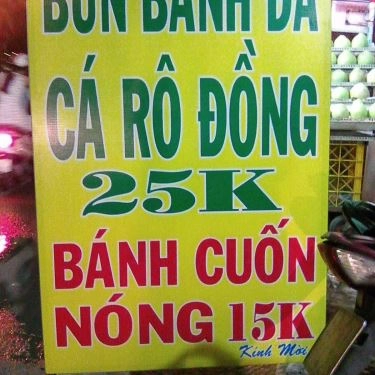 BÚN BÁNH ĐA
CÁ RÔ ĐỒNG
25K
BÁNH CUỐN
NÓNG 15K
Kính Mời